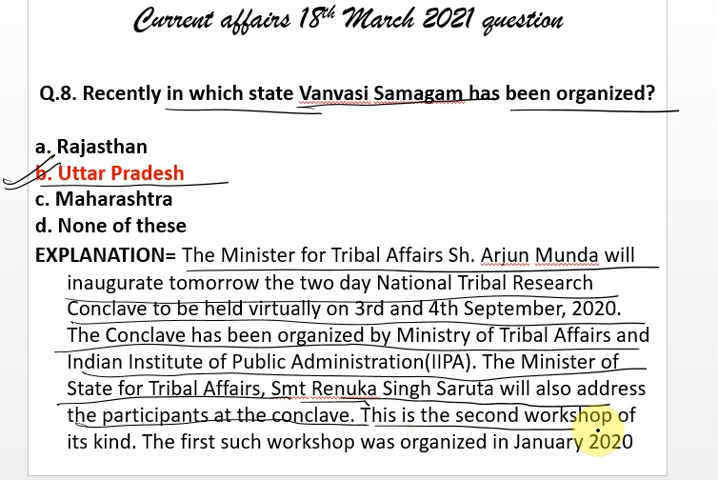 Current affairs 18th March 2021 question
Q.8. Recently in which state Vanvasi Samagam has been organized?
a. Rajasthan
b. Uttar Pradesh
c. Maharashtra
d. None of these
EXPLANATION= The Minister for Tribal Affairs Sh. Arjun Munda will
inaugurate tomorrow the two day National Tribal Research
Conclave to be held virtually on 3rd and 4th September, 2020.
The Conclave has been organized by Ministry of Tribal Affairs and
Indian Institute of Public Administration(IIPA). The Minister of
State for Tribal Affairs, Smt Renuka Singh Saruta will also address
the participants at the conclave. This is the second workshop of
its kind. The first such workshop was organized in January 2020